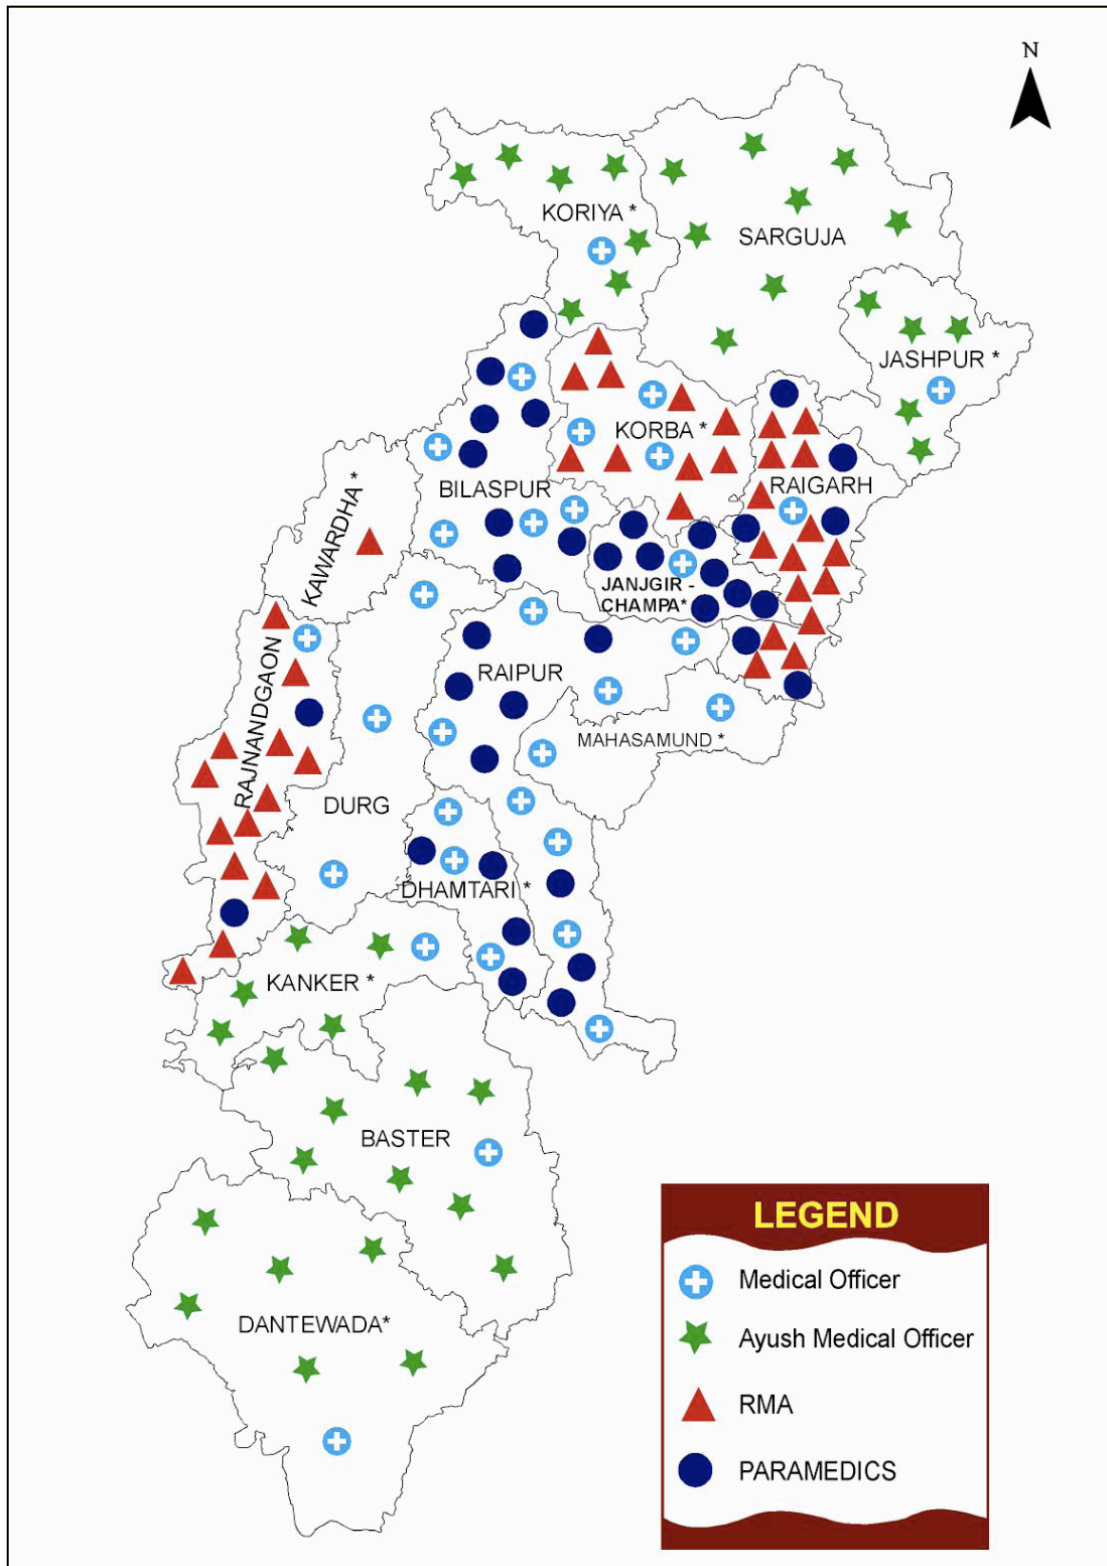 N
KORIYA *
SARGUJA
JASHPUR *
KORBA *
RAIGARH
BILASPUR
KAWARDHA *
JANJGIR -
CHAMPA*
RAJNANDGAON
RAIPUR
MAHASAMUND *
DURG
DHAMTARI *
KANKER *
BASTER
DANTEWADA*
LEGEND
Medical Officer
Ayush Medical Officer
RMA
PARAMEDICS